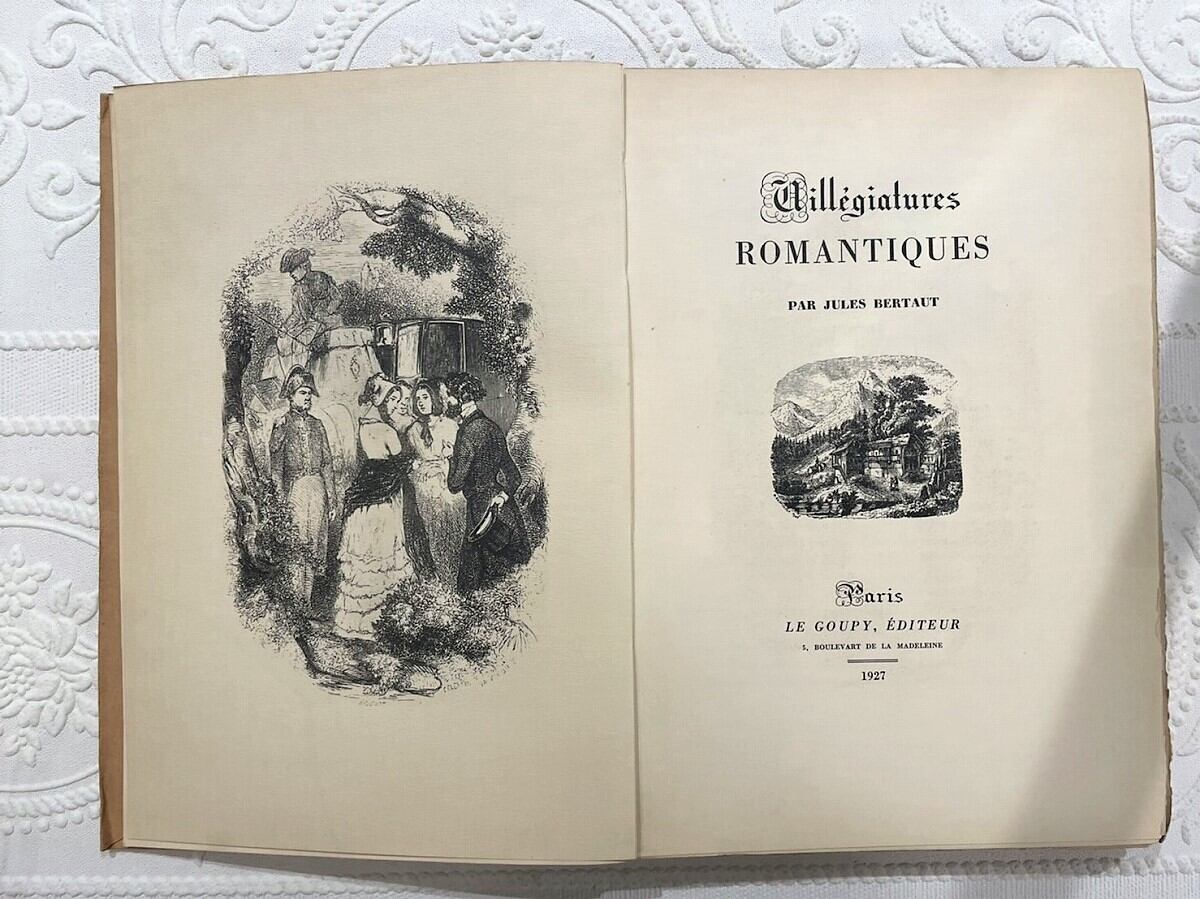 Villégiatures
ROMANTIQUES
PAR JULES BERTAUT
Paris
LE GOUPY, ÉDITEUR
5, BOULEVART DE LA MADELEINE
1927